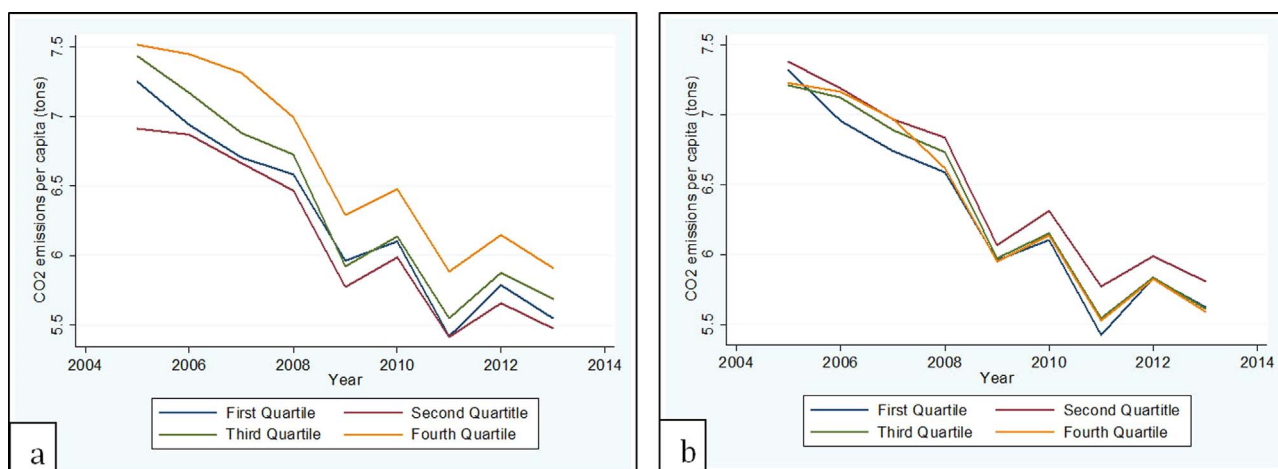 CO2 emissions per capita (tons)
7.5
7
6.5
6
5.5
2004 2006 2008 2010 2012 2014
Year
First Quartile Second Quartitle
Third Quartile Fourth Quartile
a
CO2 emissions per capita (tons)
7.5
7
6.5
6
5.5
2004 2006 2008 2010 2012 2014
Year
First Quartile Second Quartitle
Third Quartile Fourth Quartile
b